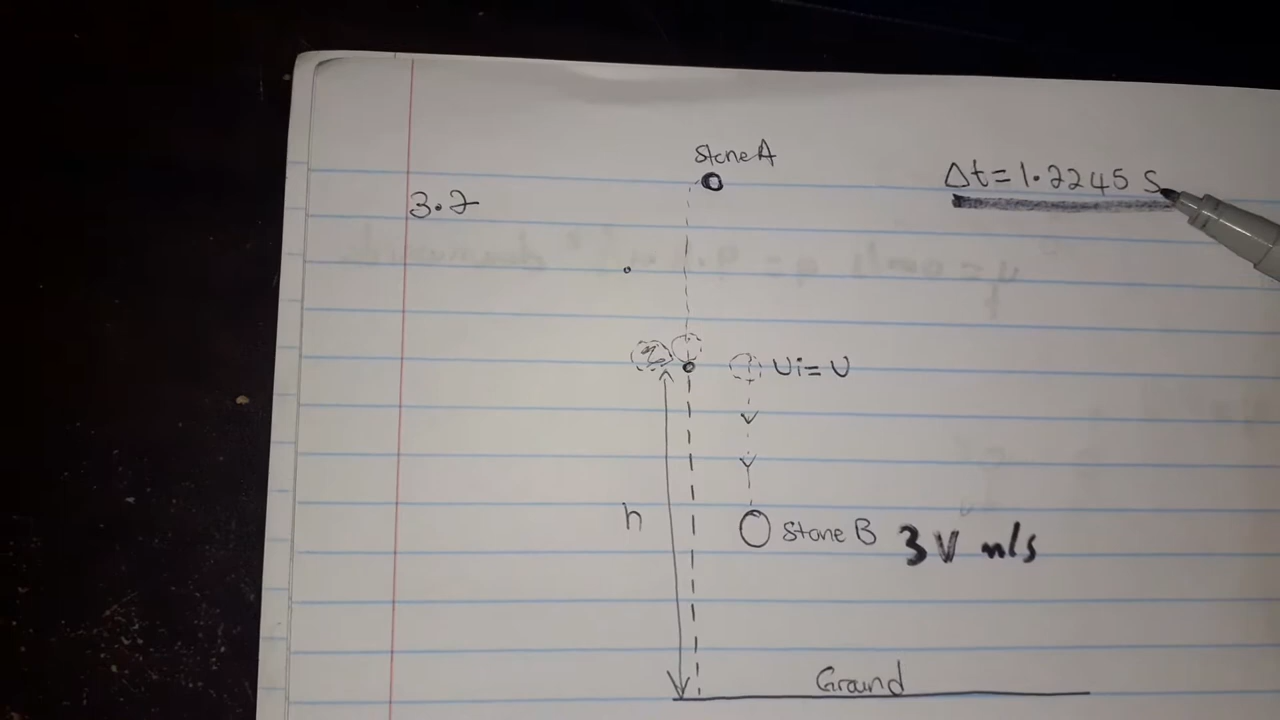 Stone A
Δt = 1.2245 s
3.2
Ui = U
h
Stone B 3V m/s
Ground